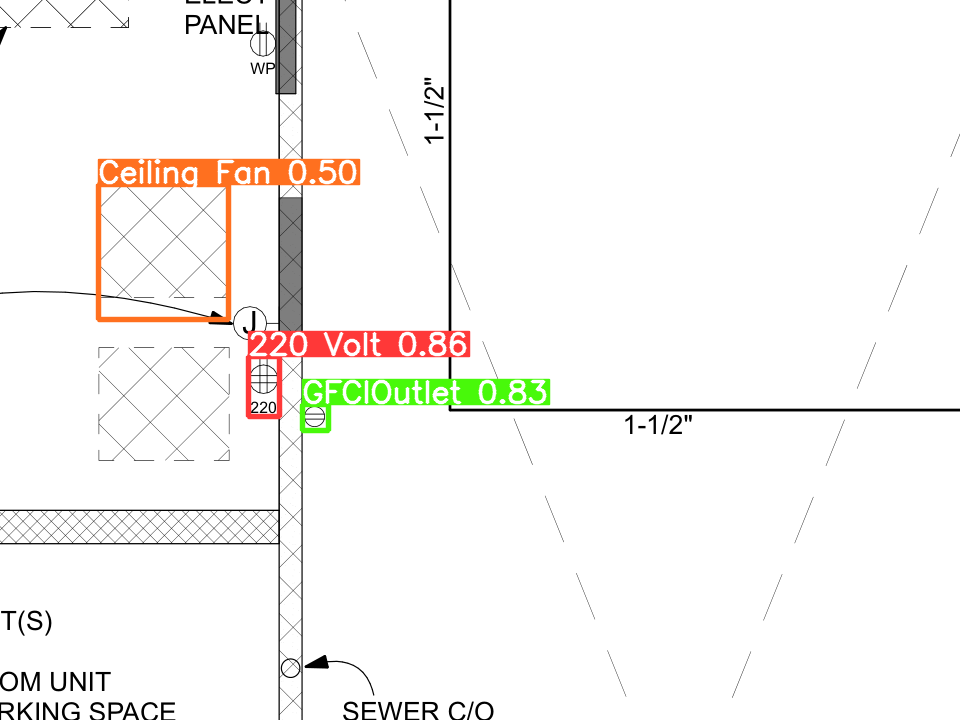 PANEL
WP
1-1/2"
Ceiling Fan 0.50
J
220 Volt 0.86
GFCIOutlet 0.83
220
1-1/2"
T(S)
OM UNIT
RKING SPACE
SEWER C/O